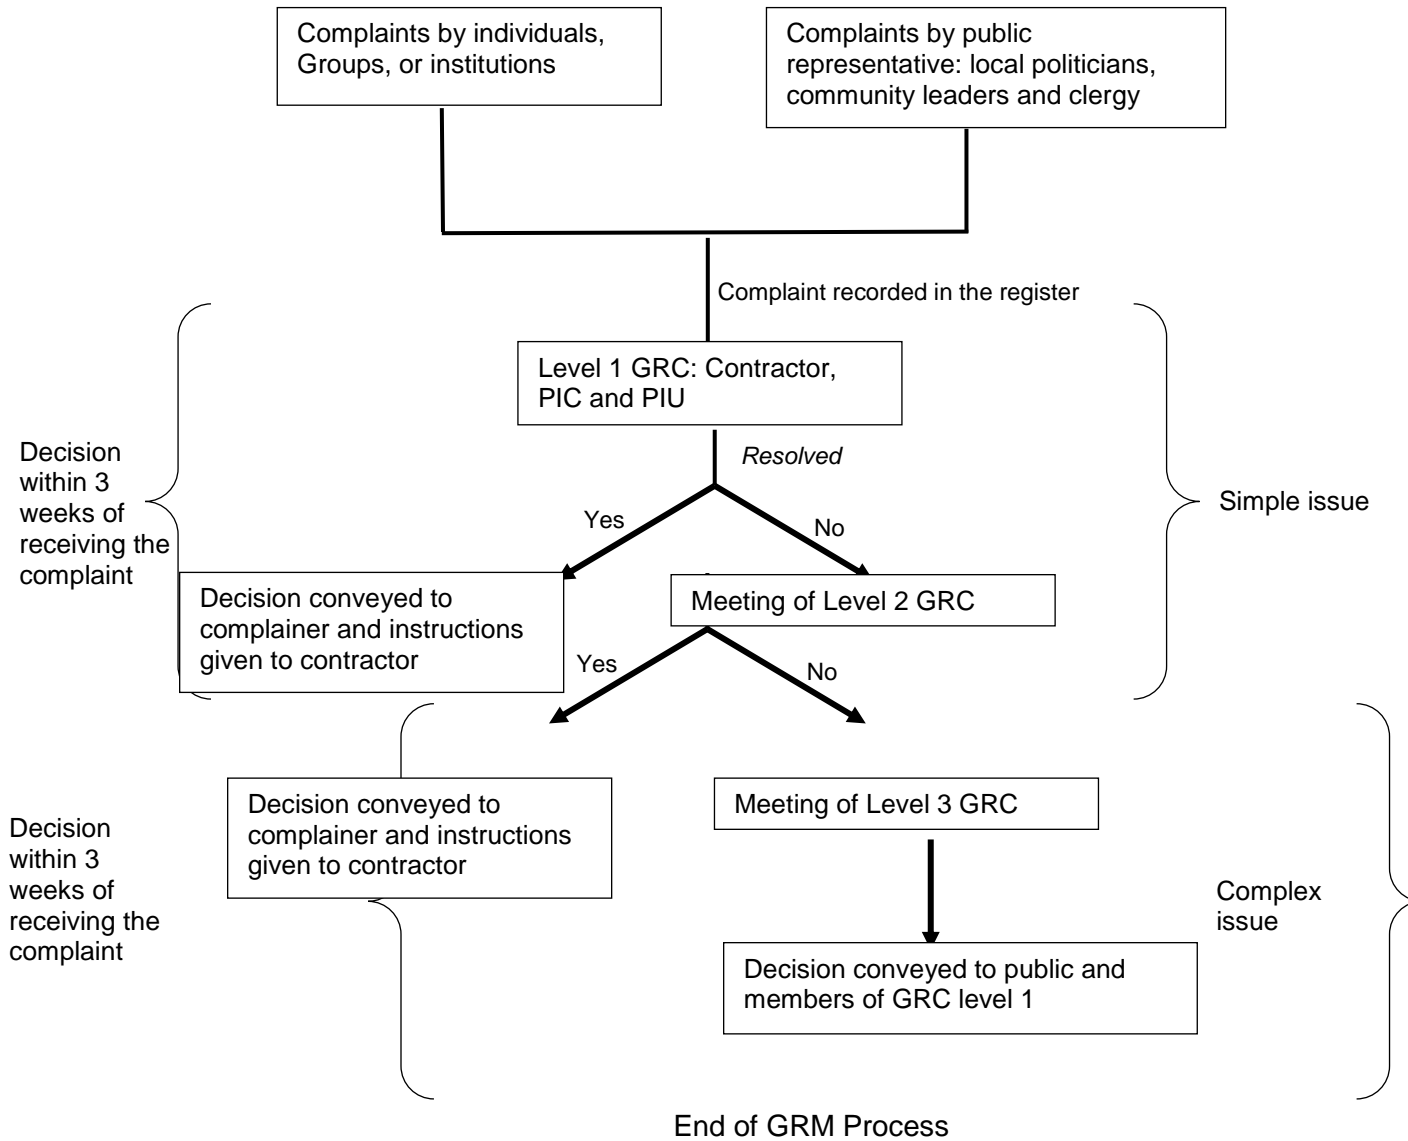 Complaints by individuals,
Groups, or institutions
Complaints by public
representative: local politicians,
community leaders and clergy
Complaint recorded in the register
Level 1 GRC: Contractor,
PIC and PIU
Resolved
Decision
within 3
weeks of
receiving the
complaint
Simple issue
Yes
No
Decision conveyed to
complainer and instructions
given to contractor
Meeting of Level 2 GRC
Yes
No
Decision
within 3
weeks of
receiving the
complaint
Decision conveyed to
complainer and instructions
given to contractor
Meeting of Level 3 GRC
Complex
issue
Decision conveyed to public and
members of GRC level 1
End of GRM Process